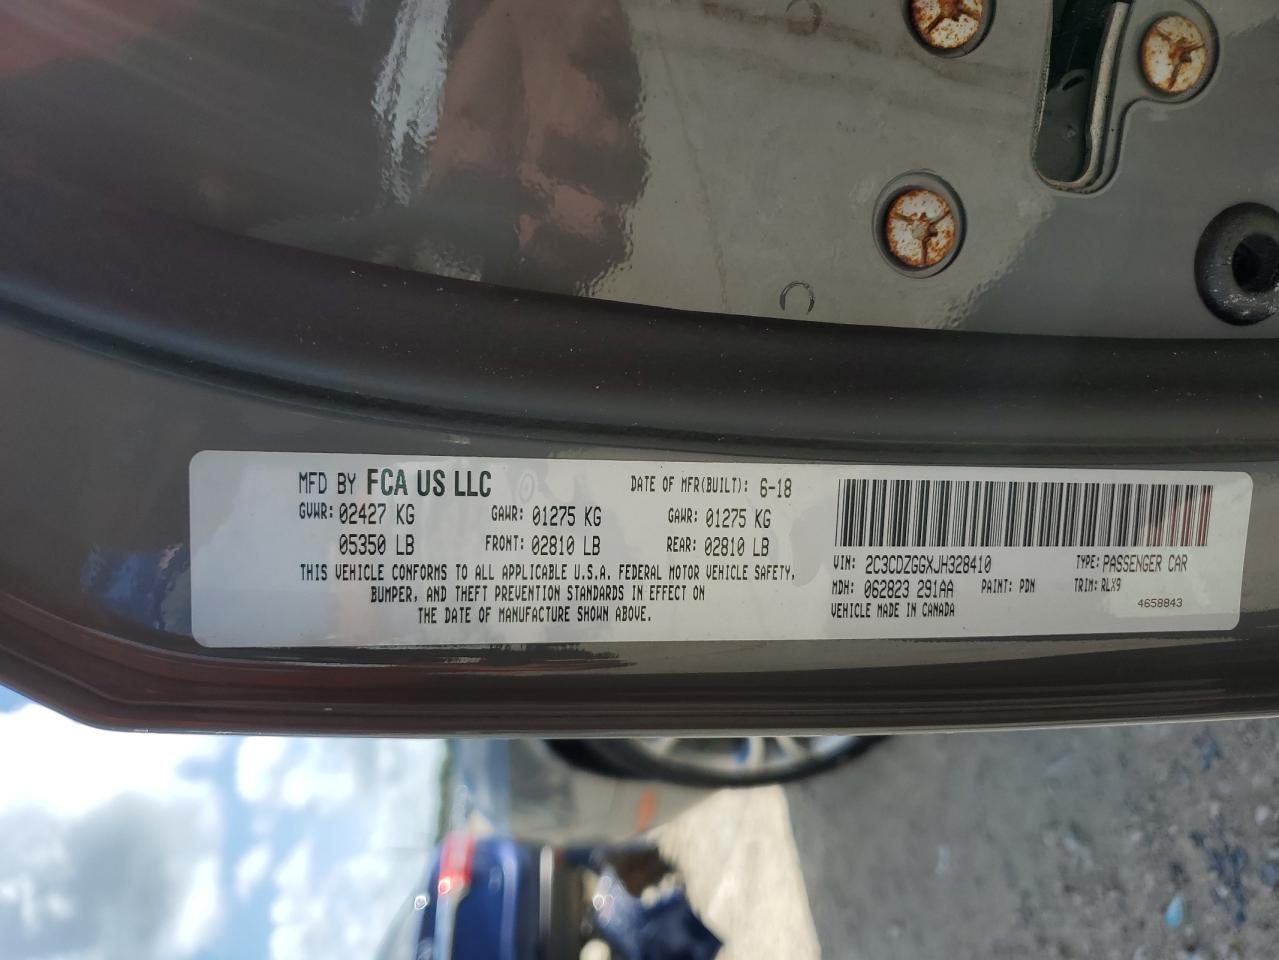 MFD BY FCA US LLC DATE OF MFR(BUILT): 6-18
GVWR: 02427 KG GAWR: 01275 KG GAWR: 01275 KG
05350 LB FRONT: 02810 LB REAR: 02810 LB
THIS VEHICLE CONFORMS TO ALL APPLICABLE U.S.A. FEDERAL MOTOR VEHICLE SAFETY,
BUMPER, AND THEFT PREVENTION STANDARDS IN EFFECT ON
THE DATE OF MANUFACTURE SHOWN ABOVE.
VIN: 2C3CDZGGXJH328410 TYPE: PASSENGER CAR
MDH: 062823 291AA PAINT: PDN TRIM: RLX9
VEHICLE MADE IN CANADA 4658843